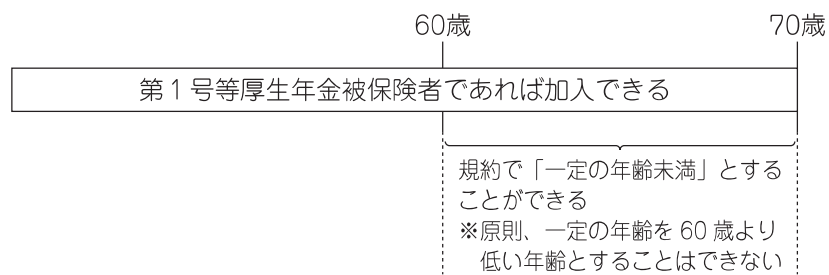 60歳　70歳
第1号等厚生年金被保険者であれば加入できる
規約で「一定の年齢未満」とする
ことができる
※原則、一定の年齢を60歳より
低い年齢とすることはできない